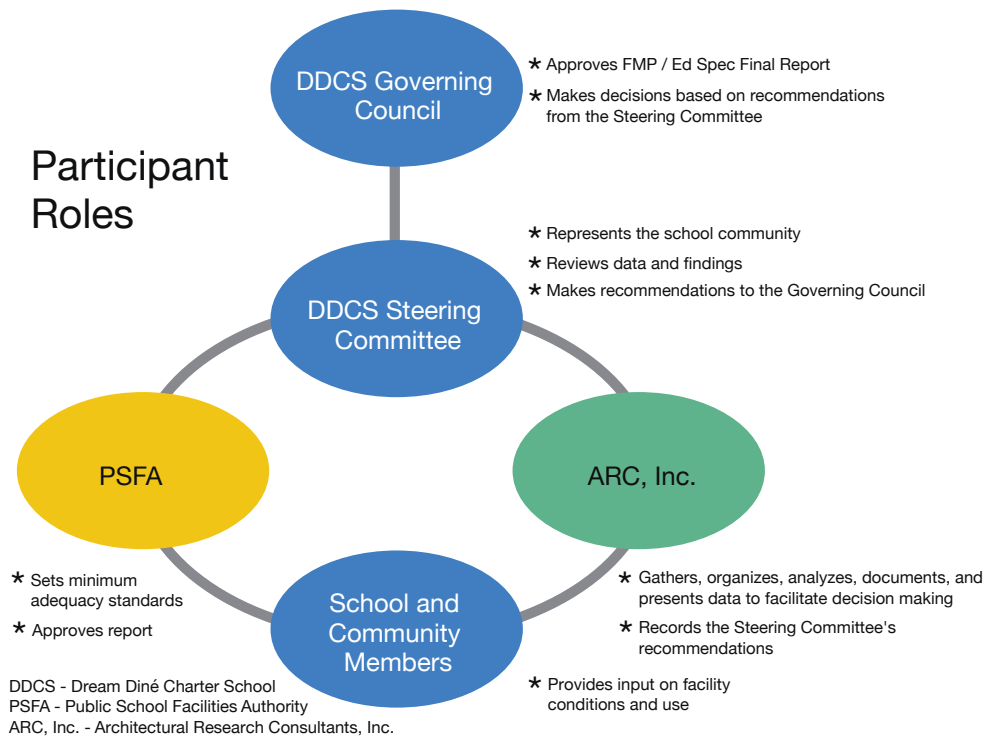 Participant
Roles
DDCS Governing
Council
* Approves FMP / Ed Spec Final Report
* Makes decisions based on recommendations
from the Steering Committee
DDCS Steering
Committee
* Represents the school community
* Reviews data and findings
* Makes recommendations to the Governing Council
PSFA
* Sets minimum
adequacy standards
* Approves report
ARC, Inc.
* Gathers, organizes, analyzes, documents, and
presents data to facilitate decision making
* Records the Steering Committee's
recommendations
School and
Community
Members
* Provides input on facility
conditions and use
DDCS - Dream Diné Charter School
PSFA - Public School Facilities Authority
ARC, Inc. - Architectural Research Consultants, Inc.